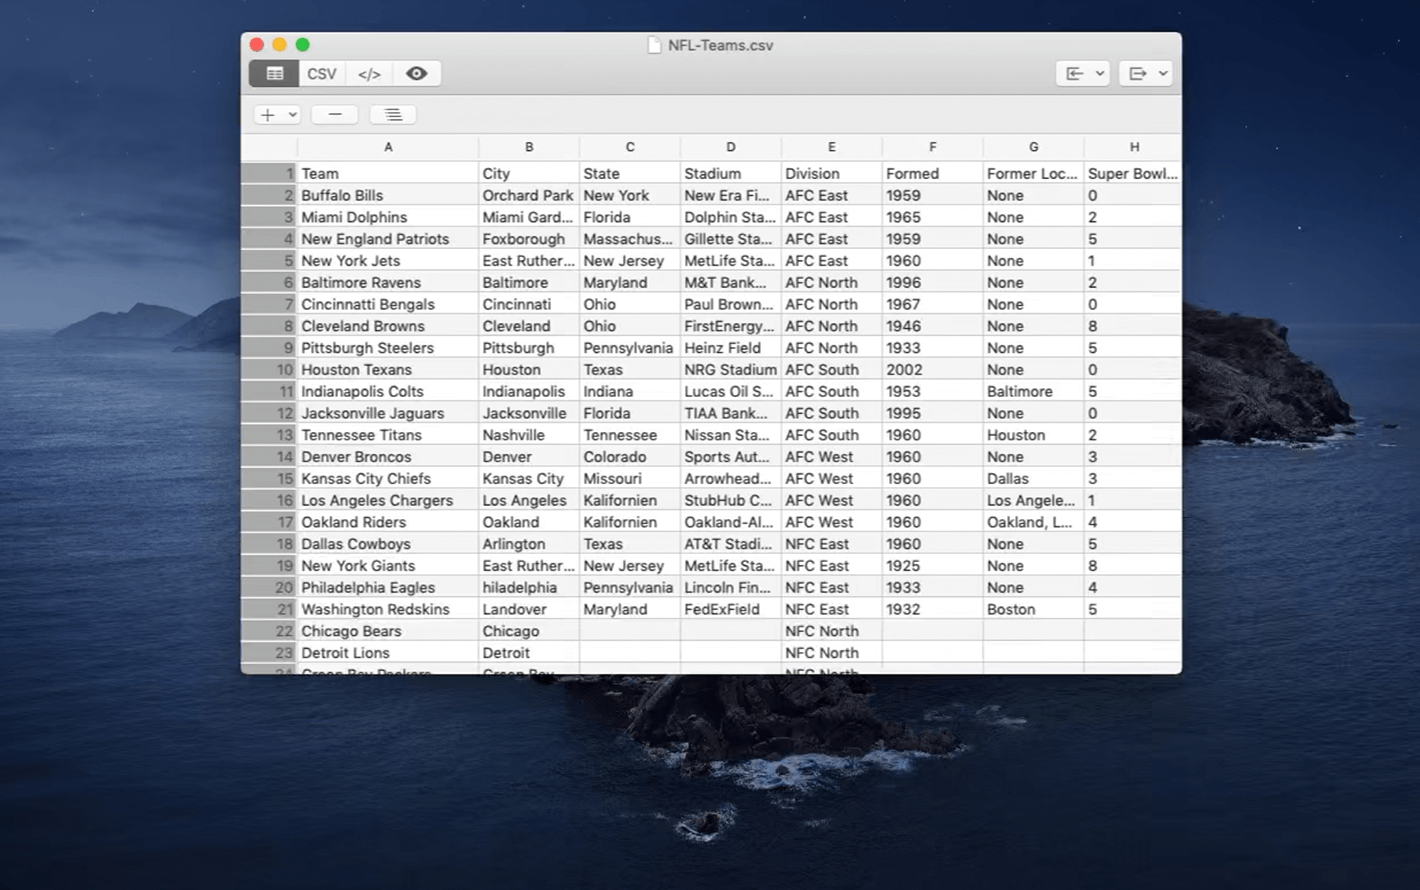 NFL-Teams.csv
CSV </>
A B C D E F G H
1 Team City State Stadium Division Formed Former Loc... Super Bowl...
2 Buffalo Bills Orchard Park New York New Era Fi... AFC East 1959 None 0
3 Miami Dolphins Miami Gard... Florida Dolphin Sta... AFC East 1965 None 2
4 New England Patriots Foxborough Massachus... Gillette Sta... AFC East 1959 None 5
5 New York Jets East Ruther... New Jersey MetLife Sta... AFC East 1960 None 1
6 Baltimore Ravens Baltimore Maryland M&T Bank... AFC North 1996 None 2
7 Cincinnatti Bengals Cincinnati Ohio Paul Brown... AFC North 1967 None 0
8 Cleveland Browns Cleveland Ohio FirstEnergy... AFC North 1946 None 8
9 Pittsburgh Steelers Pittsburgh Pennsylvania Heinz Field AFC North 1933 None 5
10 Houston Texans Houston Texas NRG Stadium AFC South 2002 None 0
11 Indianapolis Colts Indianapolis Indiana Lucas Oil S... AFC South 1953 Baltimore 5
12 Jacksonville Jaguars Jacksonville Florida TIAA Bank... AFC South 1995 None 0
13 Tennessee Titans Nashville Tennessee Nissan Sta... AFC South 1960 Houston 2
14 Denver Broncos Denver Colorado Sports Aut... AFC West 1960 None 3
15 Kansas City Chiefs Kansas City Missouri Arrowhead... AFC West 1960 Dallas 3
16 Los Angeles Chargers Los Angeles Kalifornien StubHub C... AFC West 1960 Los Angele... 1
17 Oakland Riders Oakland Kalifornien Oakland-Al... AFC West 1960 Oakland, L... 4
18 Dallas Cowboys Arlington Texas AT&T Stadi... NFC East 1960 None 5
19 New York Giants East Ruther... New Jersey MetLife Sta... NFC East 1925 None 8
20 Philadelphia Eagles hiladelphia Pennsylvania Lincoln Fin... NFC East 1933 None 4
21 Washington Redskins Landover Maryland FedExField NFC East 1932 Boston 5
22 Chicago Bears Chicago NFC North
23 Detroit Lions Detroit NFC North
24 Green Bay Packers Green Bay NFC North